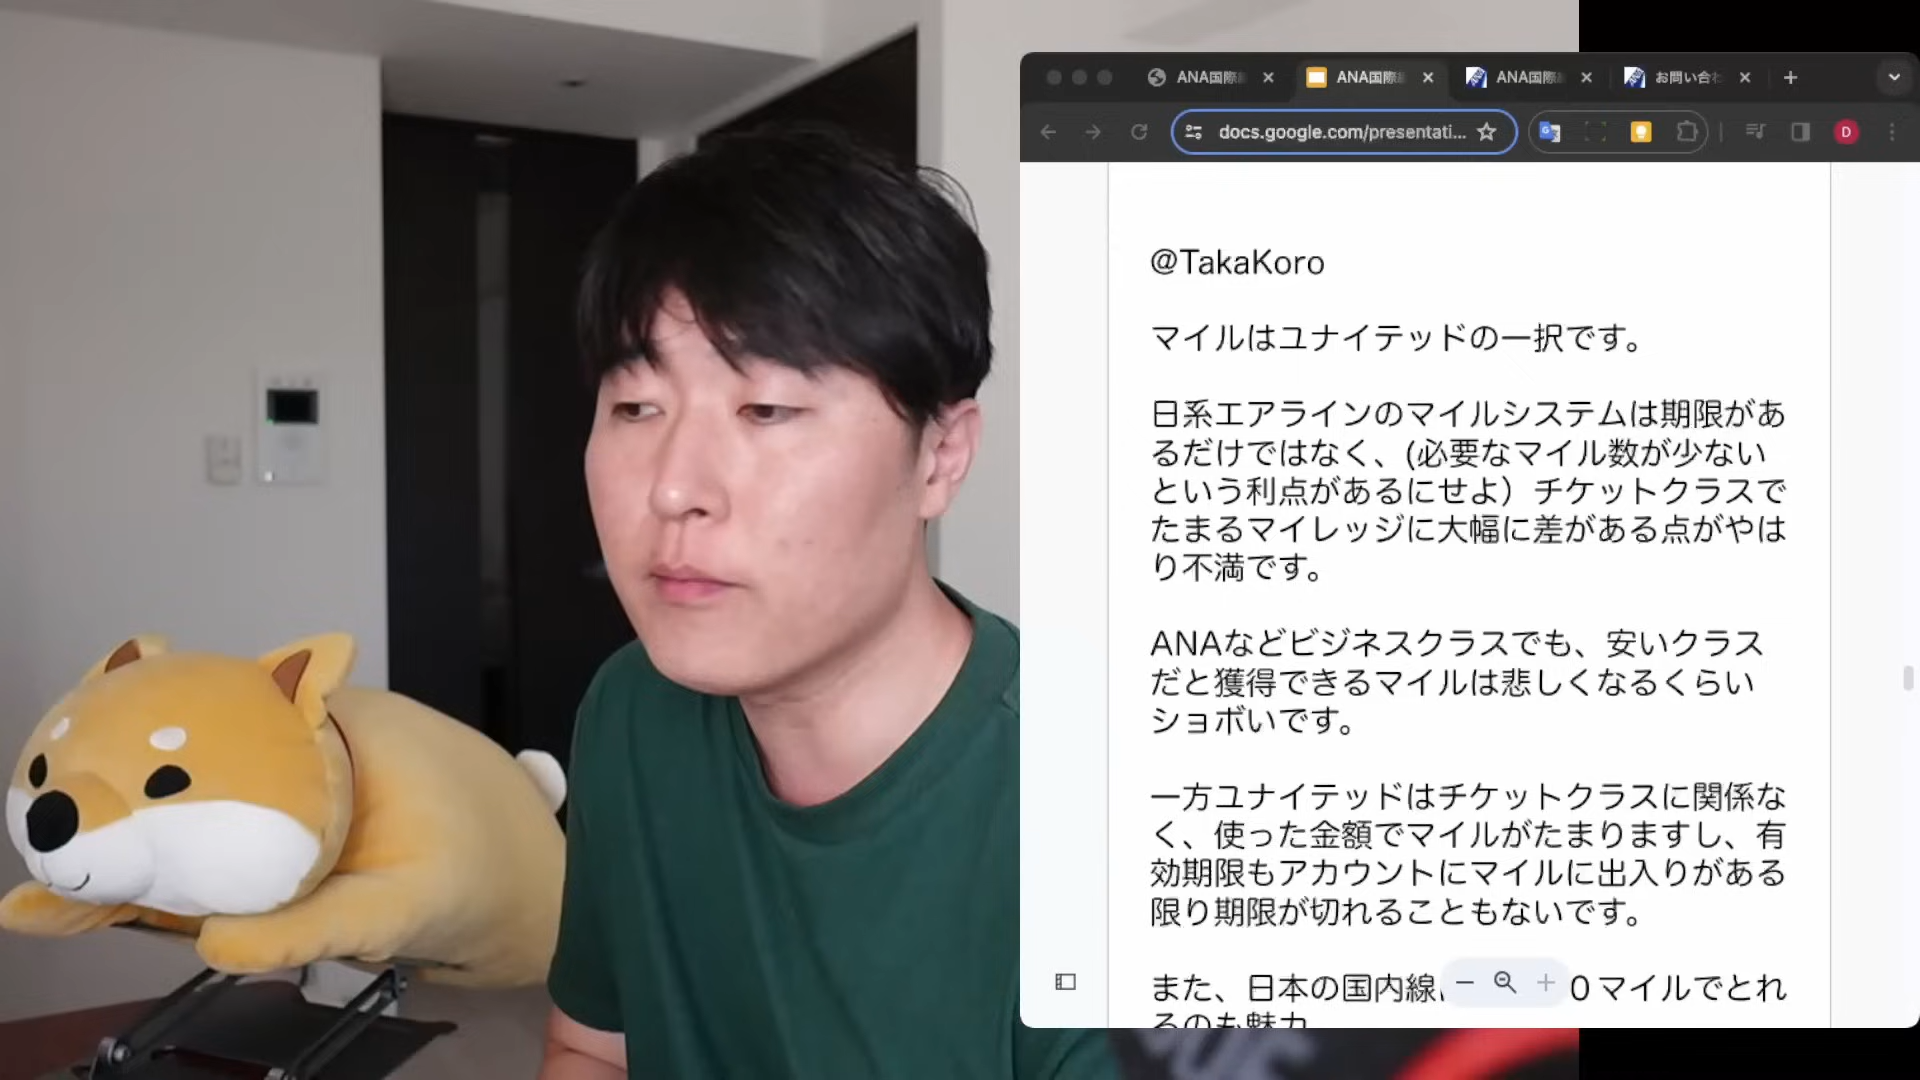 ANA国際
ANA国際
ANA国際
お問い合わ
docs.google.com/presentati...
D
@TakaKoro
マイルはユナイテッドの一択です。
日系エアラインのマイルシステムは期限があ
るだけではなく、(必要なマイル数が少ない
という利点があるにせよ）チケットクラスで
たまるマイレッジに大幅に差がある点がやは
り不満です。
ANAなどビジネスクラスでも、安いクラス
だと獲得できるマイルは悲しくなるくらい
ショボいです。
一方ユナイテッドはチケットクラスに関係な
く、使った金額でマイルがたまりますし、有
効期限もアカウントにマイルに出入りがある
限り期限が切れることもないです。
また、日本の国内線 0マイルでとれ
るのも魅力